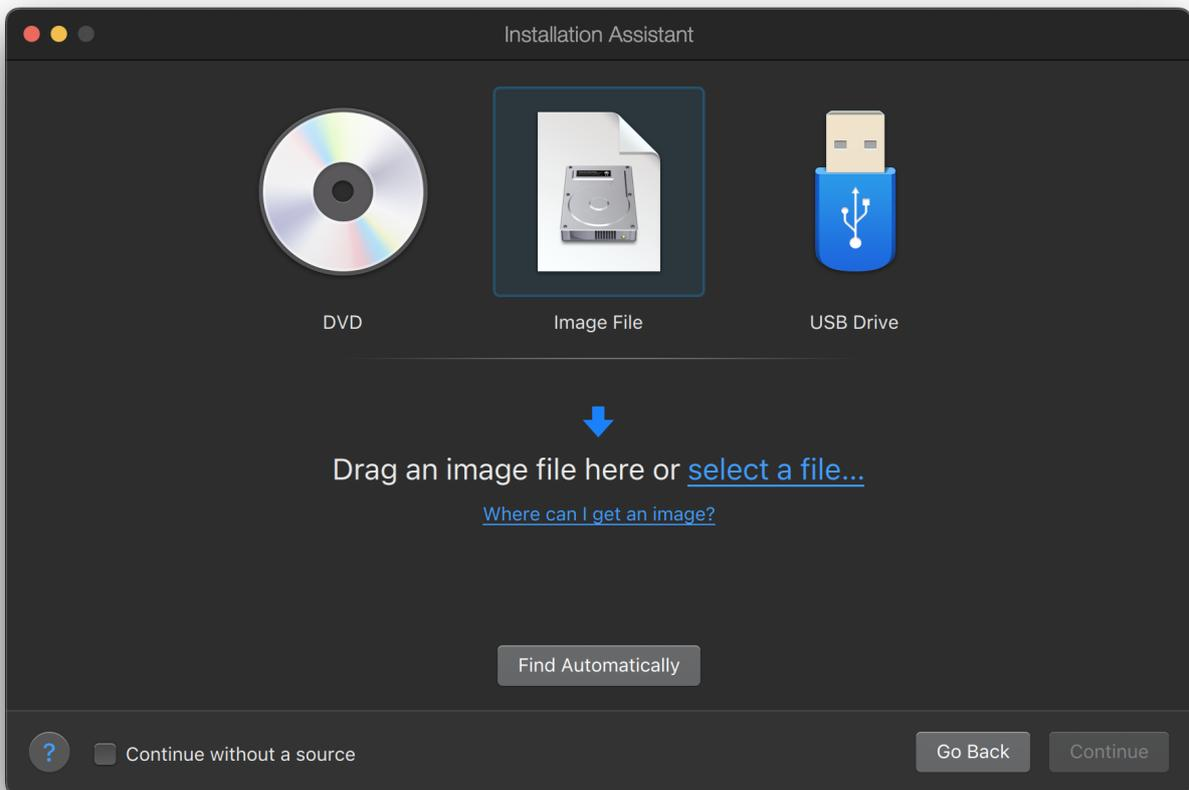 Installation Assistant
DVD
Image File
USB Drive
Drag an image file here or select a file...
Where can I get an image?
Find Automatically
? Continue without a source
Go Back
Continue